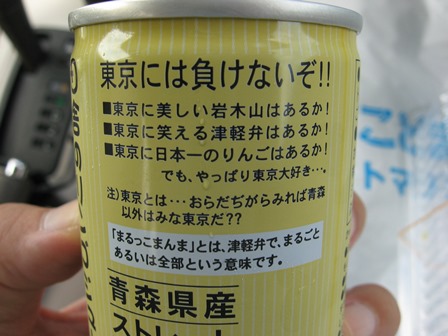 東京には負けないぞ!!
■東京に美しい岩木山はあるか!
■東京に笑える津軽弁はあるか!
■東京に日本一のりんごはあるか!
でも、やっぱり東京大好き…。
注)東京とは…おらだぢがらみれば青森
以外はみな東京だ??
「まるっこまんま」とは、津軽弁で、まるごと
あるいは全部という意味です。
青森県産
ストレート